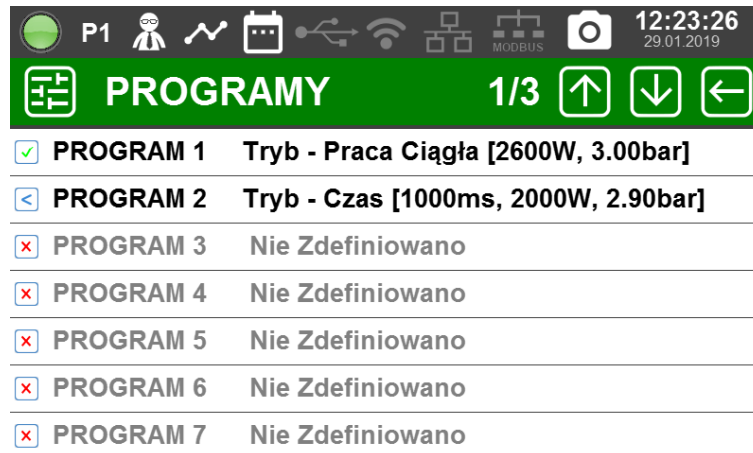 P1 MODBUS 12:23:26
29.01.2019
PROGRAMY 1/3
PROGRAM 1 Tryb - Praca Ciągła [2600W, 3.00bar]
PROGRAM 2 Tryb - Czas [1000ms, 2000W, 2.90bar]
PROGRAM 3 Nie Zdefiniowano
PROGRAM 4 Nie Zdefiniowano
PROGRAM 5 Nie Zdefiniowano
PROGRAM 6 Nie Zdefiniowano
PROGRAM 7 Nie Zdefiniowano